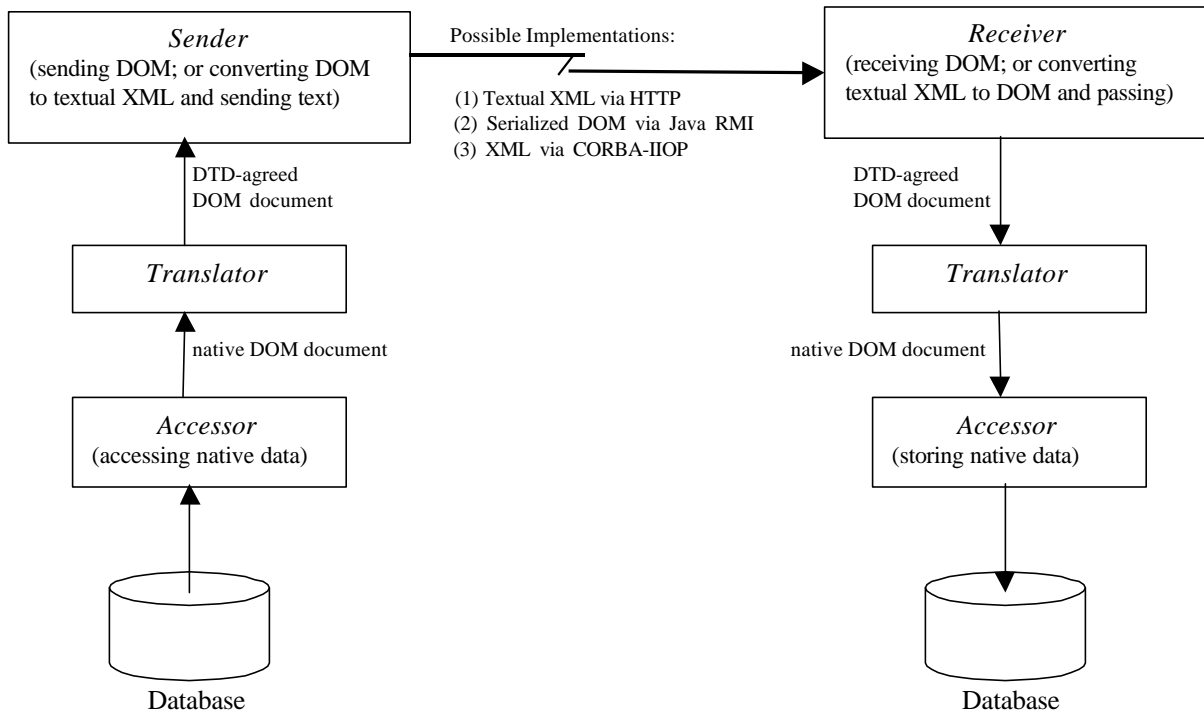 Sender
(sending DOM; or converting DOM
to textual XML and sending text)
Possible Implementations:
(1) Textual XML via HTTP
(2) Serialized DOM via Java RMI
(3) XML via CORBA-IIOP
Receiver
(receiving DOM; or converting
textual XML to DOM and passing)
DTD-agreed
DOM document
DTD-agreed
DOM document
Translator
Translator
native DOM document
native DOM document
Accessor
(accessing native data)
Accessor
(storing native data)
Database
Database